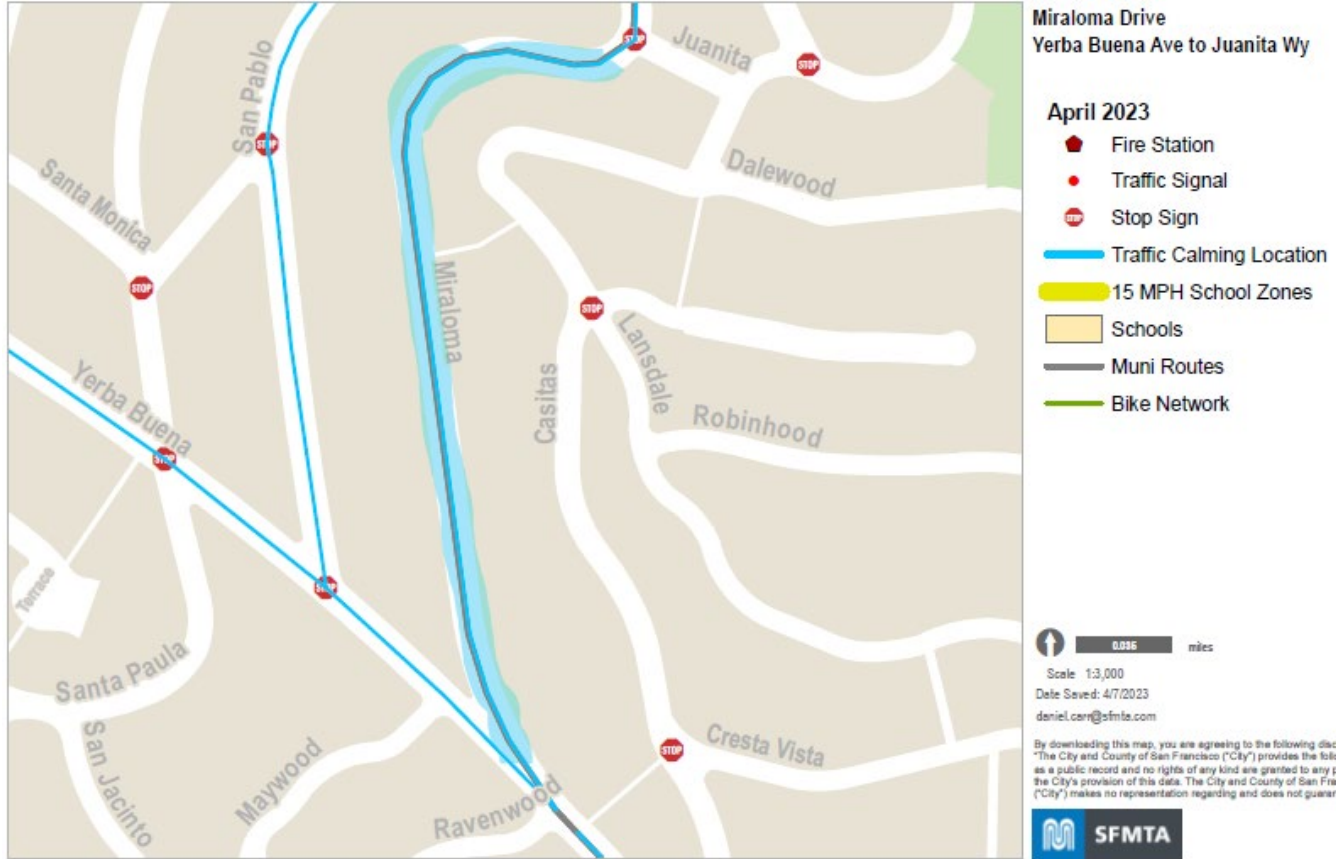 Miraloma Drive
Yerba Buena Ave to Juanita Wy
April 2023
Fire Station
Traffic Signal
Stop Sign
Traffic Calming Location
15 MPH School Zones
Schools
Muni Routes
Bike Network
0.036 miles
Scale 1:3,000
Date Saved: 4/7/2023
daniel.carr@sfmta.com
By downloading this map, you are agreeing to the following disc
"The City and County of San Francisco ("City") provides the follo
as a public record and no rights of any kind are granted to any p
the City's provision of this data. The City and County of San Fra
("City") makes no representation regarding and does not guaran
SFMTA
San Pablo
Juanita
STOP
STOP
STOP
Santa Monica
Dalewood
STOP
Miraloma
STOP
Lansdale
Yerba Buena
Casitas
Robinhood
STOP
STOP
Terrace
Santa Paula
San Jacinto
Maywood
Ravenwood
STOP
Cresta Vista
STOP